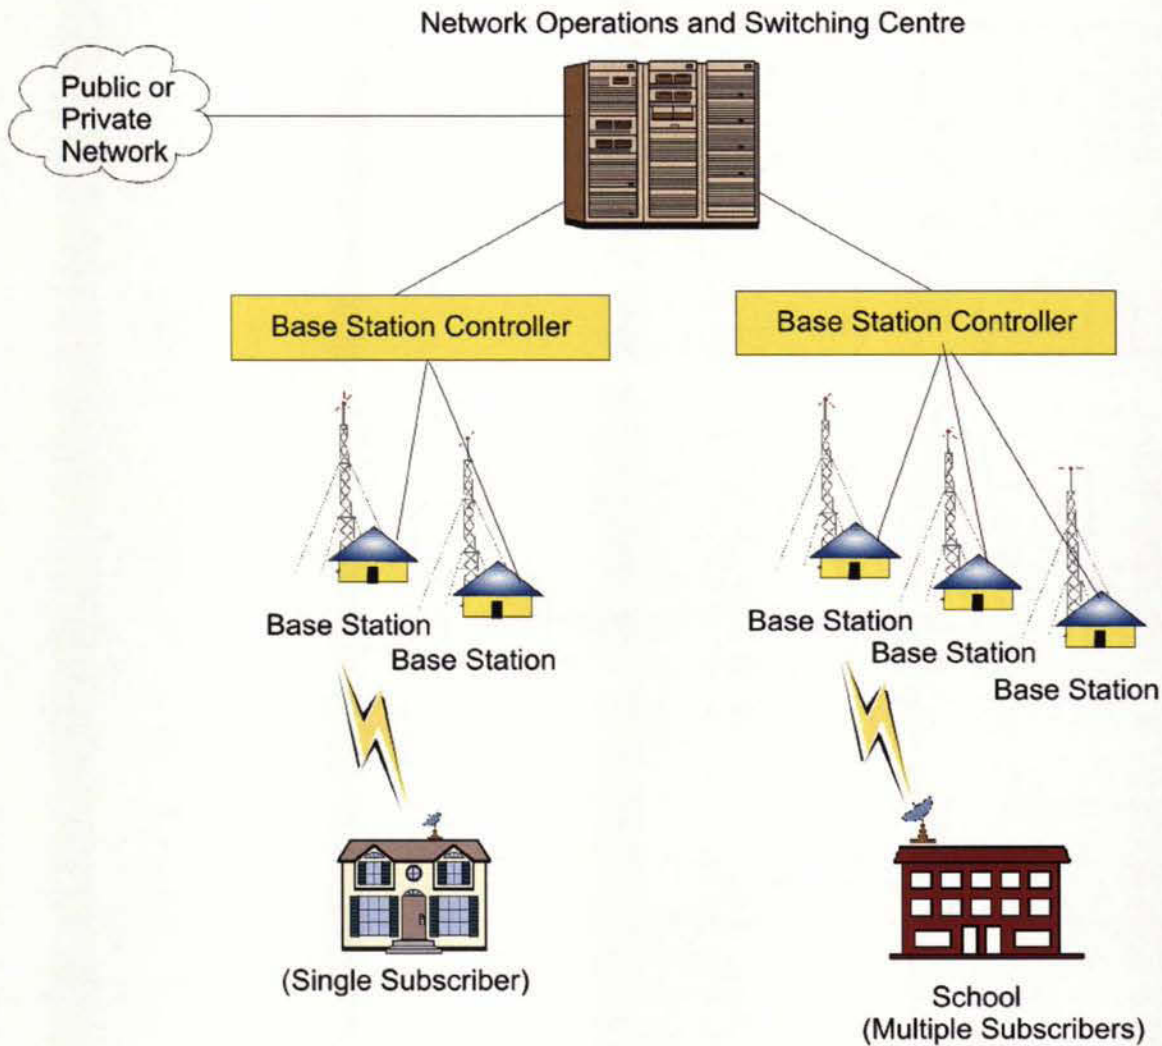 Network Operations and Switching Centre
Public or
Private
Network
Base Station Controller
Base Station Controller
Base Station
Base Station
Base Station
Base Station
Base Station
(Single Subscriber)
School
(Multiple Subscribers)